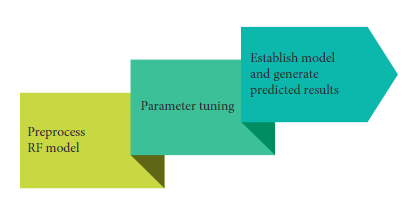 Preprocess
RF model
Parameter tuning
Establish model
and generate
predicted results